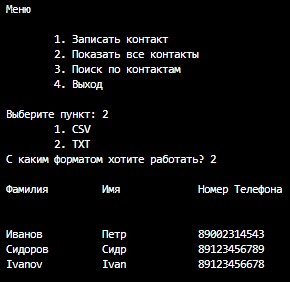 Меню
1. Записать контакт
2. Показать все контакты
3. Поиск по контактам
4. Выход
Выберите пункт: 2
1. CSV
2. TXT
С каким форматом хотите работать? 2
Фамилия Имя Номер Телефона
Иванов Петр 89002314543
Сидоров Сидр 89123456789
Ivanov Ivan 89123456678